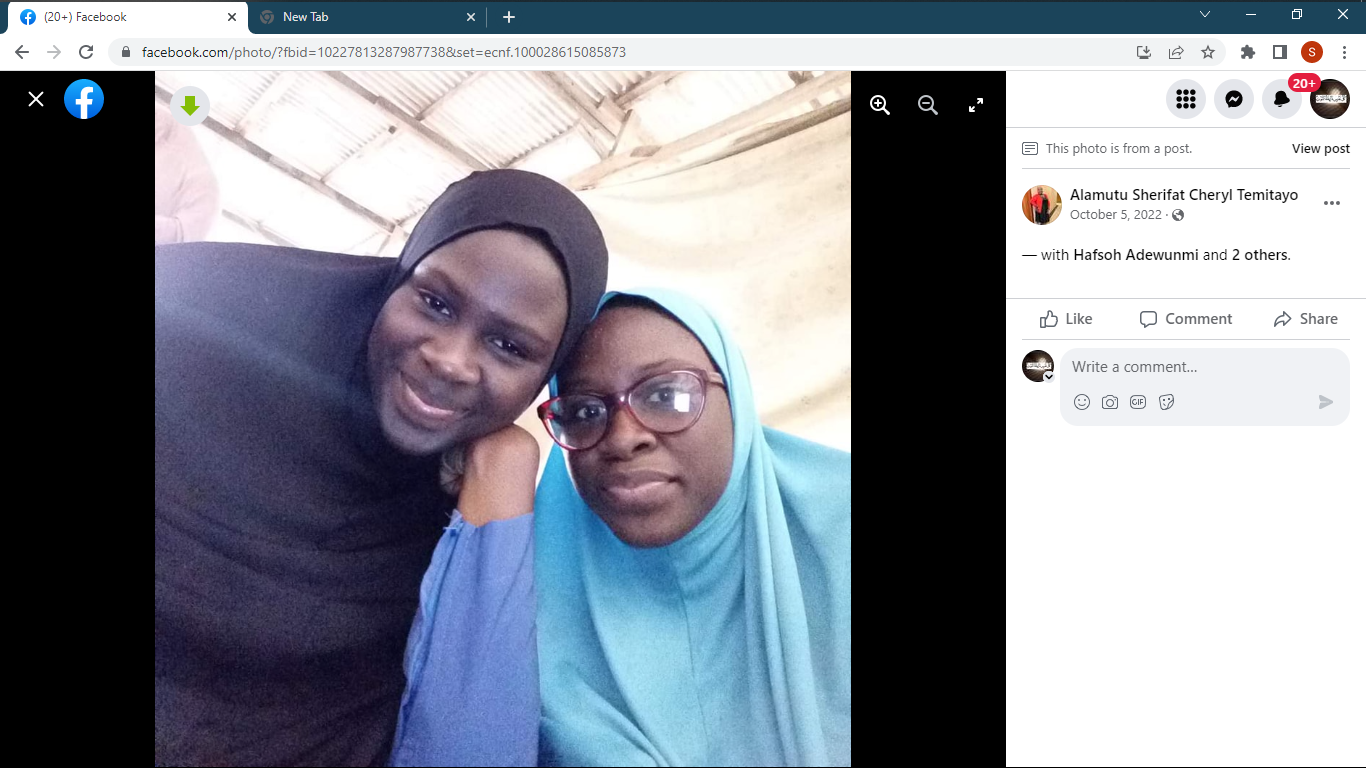 (20+) Facebook
New Tab
facebook.com/photo/?fbid=10227813287987738&set=ecnf.100028615085873
S
20+
This photo is from a post.
View post
Alamutu Sherifat Cheryl Temitayo
October 5, 2022 ·
— with Hafsoh Adewunmi and 2 others.
Like
Comment
Share
Write a comment...
GIF